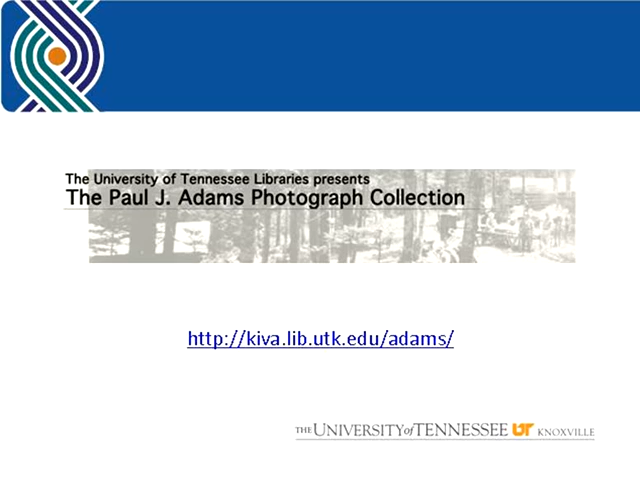 The University of Tennessee Libraries presents
The Paul J. Adams Photograph Collection
http://kiva.lib.utk.edu/adams/
THE UNIVERSITY of TENNESSEE UT KNOXVILLE